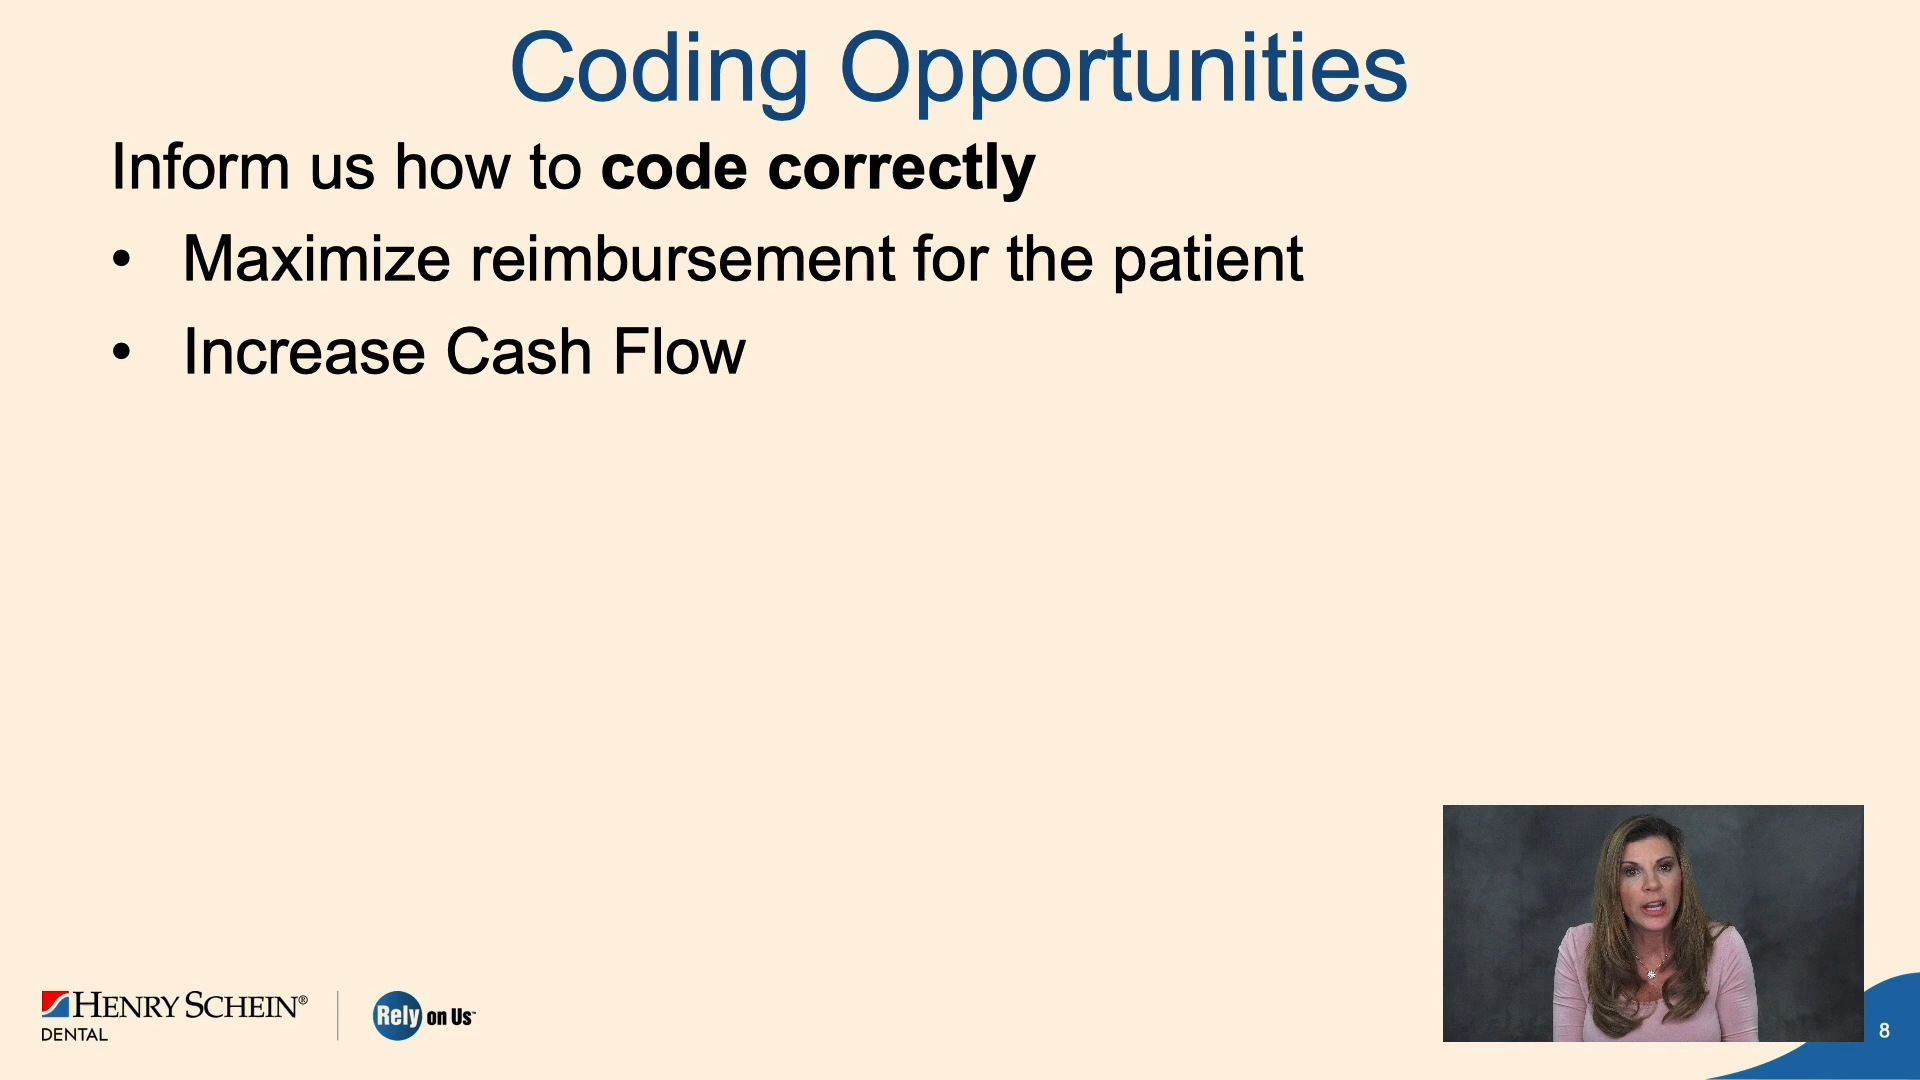 Coding Opportunities
Inform us how to code correctly
• Maximize reimbursement for the patient
• Increase Cash Flow
HENRY SCHEIN®
DENTAL
Rely on Us™
8